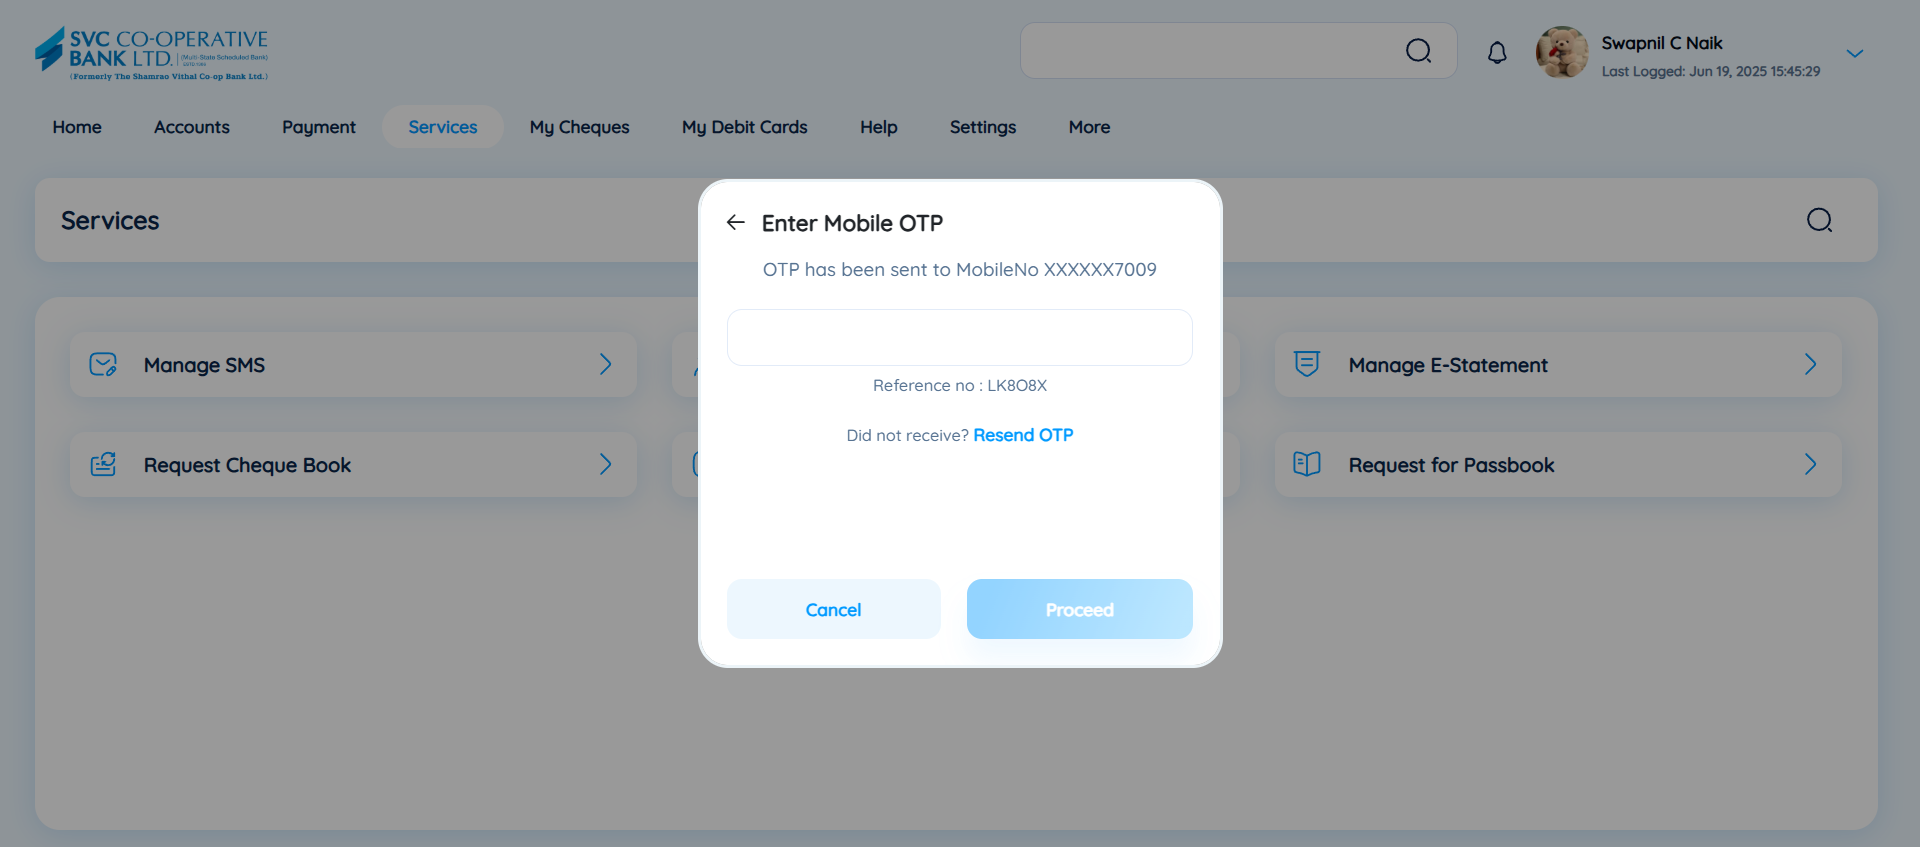 SVC CO-OPERATIVE
BANK LTD. (Multi-State Scheduled Bank)
ESTD 1906
(Formerly The Shamrao Vithal Co-op Bank Ltd.)
Swapnil C Naik
Last Logged: Jun 19, 2025 15:45:29
Home Accounts Payment Services My Cheques My Debit Cards Help Settings More
Services
Enter Mobile OTP
OTP has been sent to MobileNo XXXXXX7009
Reference no : LK8O8X
Did not receive? Resend OTP
Cancel Proceed
Manage SMS
Manage E-Statement
Request Cheque Book
Request for Passbook